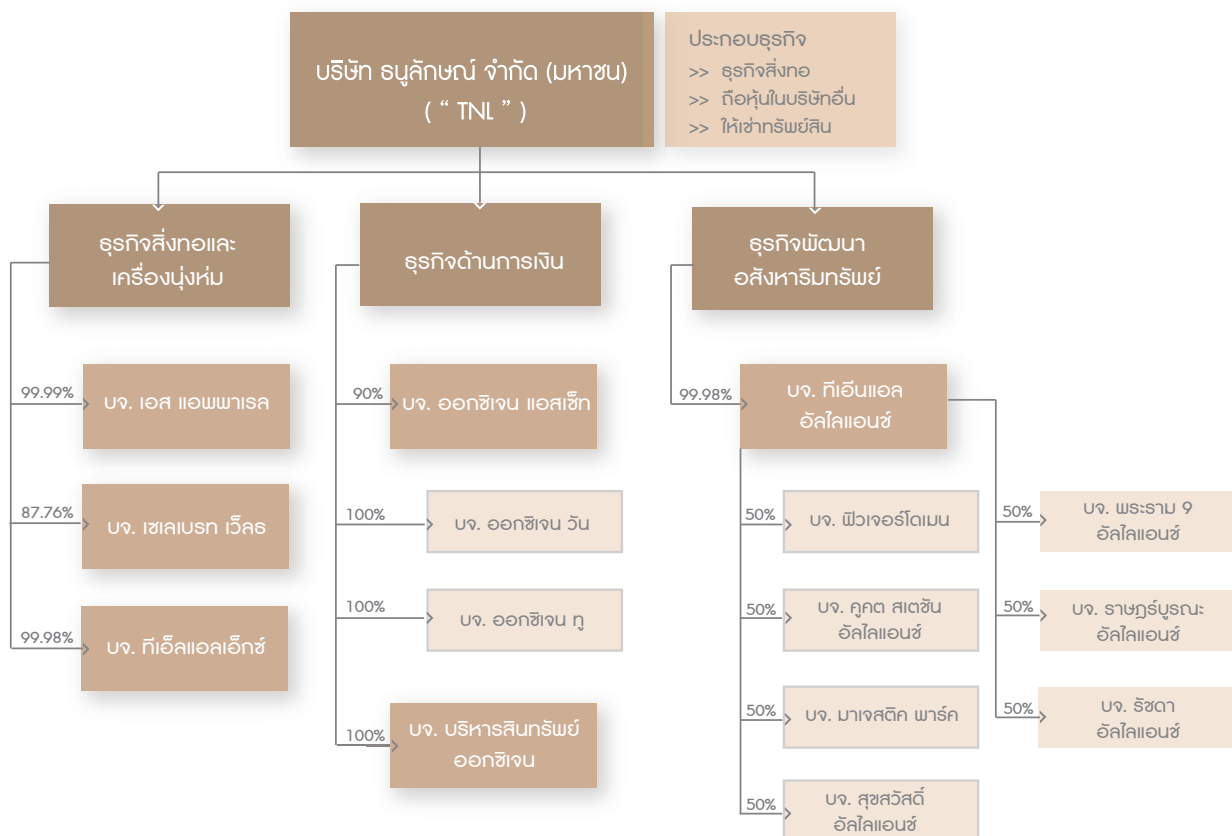 บริษัท ธนูลักษณ์ จำกัด (มหาชน)
( “ TNL ” )
ประกอบธุรกิจ
>> ธุรกิจสิ่งทอ
>> ถือหุ้นในบริษัทอื่น
>> ให้เช่าทรัพย์สิน
ธุรกิจสิ่งทอและ
เครื่องนุ่งห่ม
99.99%
บจ. เอส แอพพาเรล
87.76%
บจ. เซเลเบรท เว็ลธ
99.98%
บจ. ทีเอ็ลแอลเอ็กซ์
ธุรกิจด้านการเงิน
90%
บจ. ออกซิเจน แอสเซ็ท
100%
บจ. ออกซิเจน วัน
100%
บจ. ออกซิเจน ทู
100%
บจ. บริหารสินทรัพย์
ออกซิเจน
ธุรกิจพัฒนา
อสังหาริมทรัพย์
99.98%
บจ. ทีเอ็นแอล
อัลไลแอนซ์
50%
บจ. ฟิวเจอร์โดเมน
50%
บจ. คูคต สเตชัน
อัลไลแอนซ์
50%
บจ. มาเจสติค พาร์ค
50%
บจ. สุขสวัสดิ์
อัลไลแอนซ์
50%
บจ. พระราม 9
อัลไลแอนซ์
50%
บจ. ราษฎร์บูรณะ
อัลไลแอนซ์
50%
บจ. รัชดา
อัลไลแอนซ์